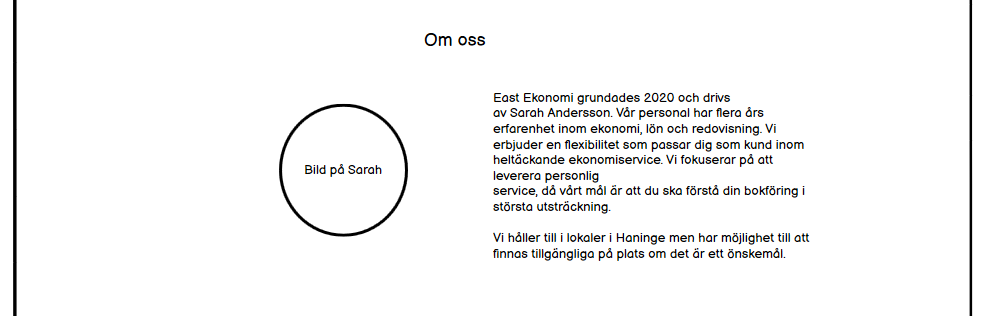 Om oss
East Ekonomi grundades 2020 och drivs
av Sarah Andersson. Vår personal har flera års
erfarenhet inom ekonomi, lön och redovisning. Vi
erbjuder en flexibilitet som passar dig som kund inom
heltäckande ekonomiservice. Vi fokuserar på att
leverera personlig
service, då vårt mål är att du ska förstå din bokföring i
största utsträckning.
Vi håller till i lokaler i Haninge men har möjlighet till att
finnas tillgängliga på plats om det är ett önskemål.
Bild på Sarah